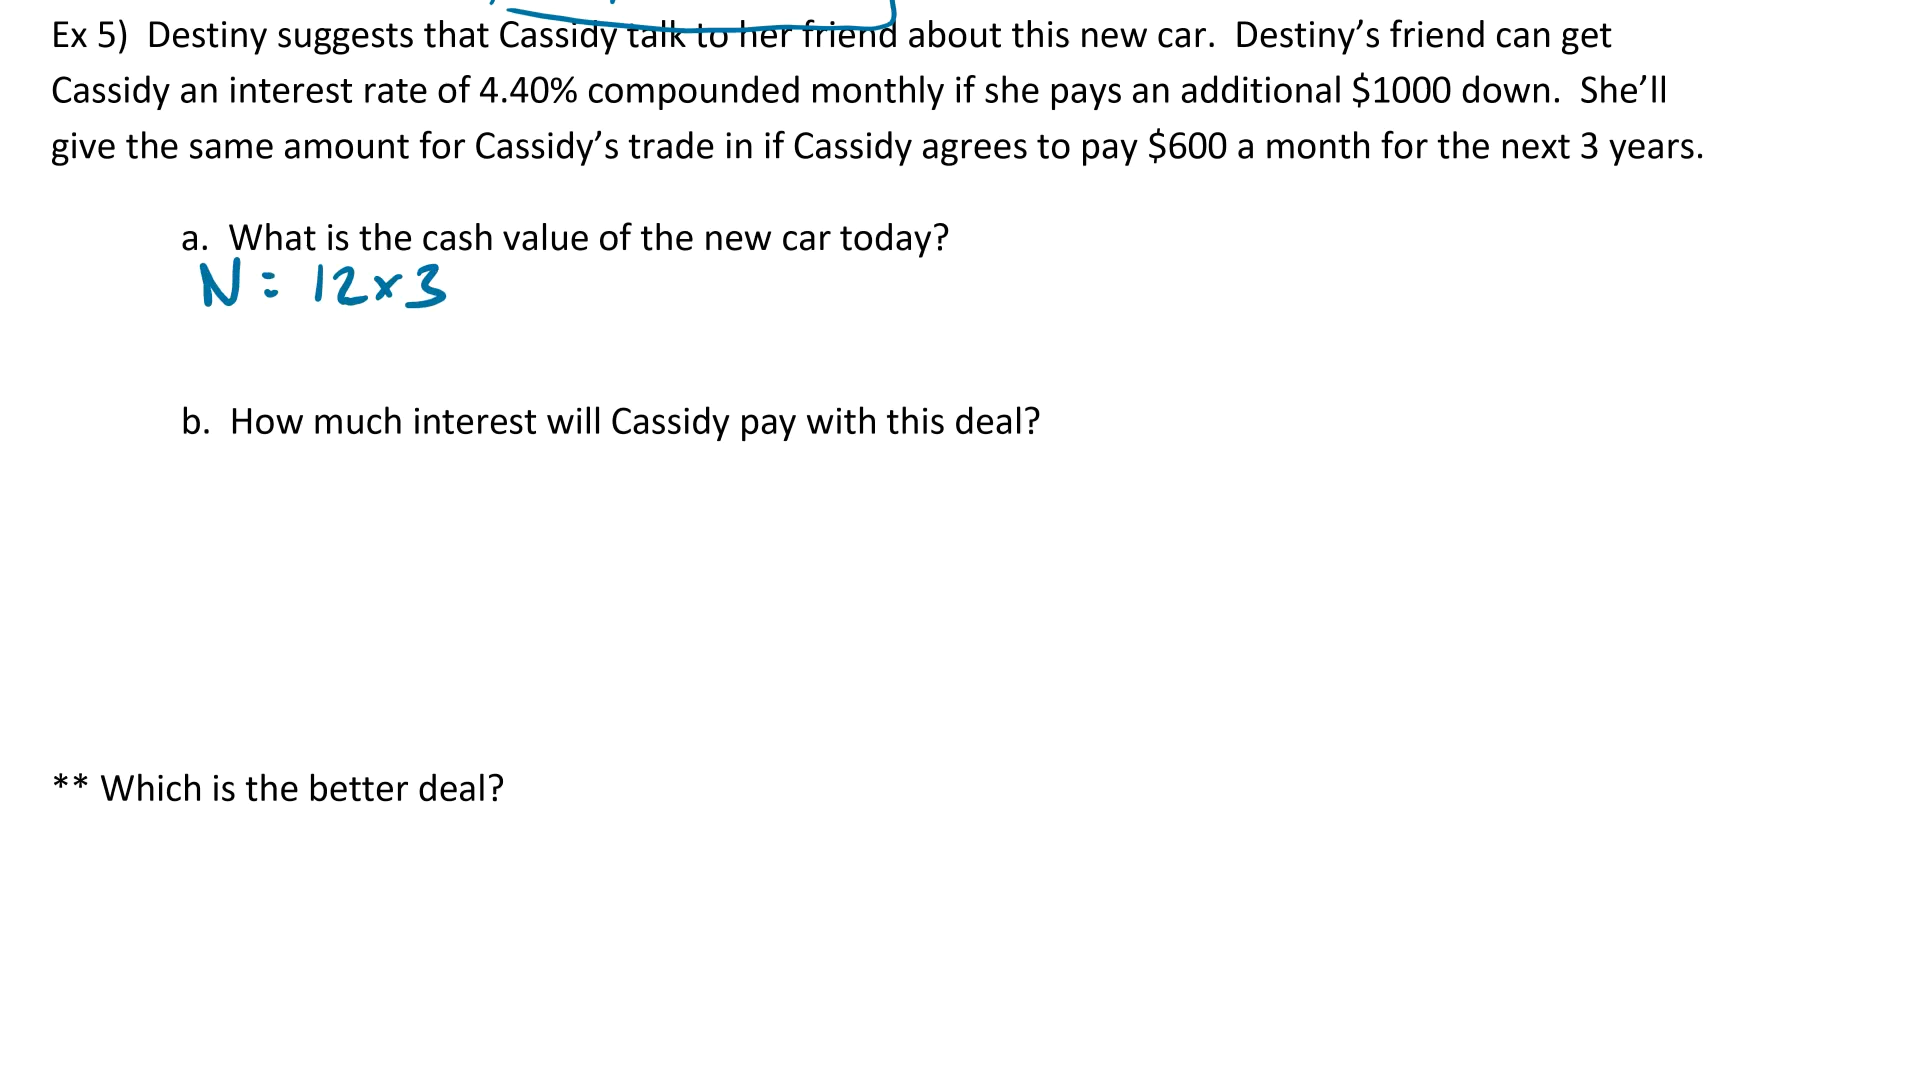 Ex 5)  Destiny suggests that Cassidy talk to her friend about this new car.  Destiny’s friend can get
Cassidy an interest rate of 4.40% compounded monthly if she pays an additional $1000 down.  She’ll
give the same amount for Cassidy’s trade in if Cassidy agrees to pay $600 a month for the next 3 years.
a.  What is the cash value of the new car today?
N = 12x3
b.  How much interest will Cassidy pay with this deal?
** Which is the better deal?